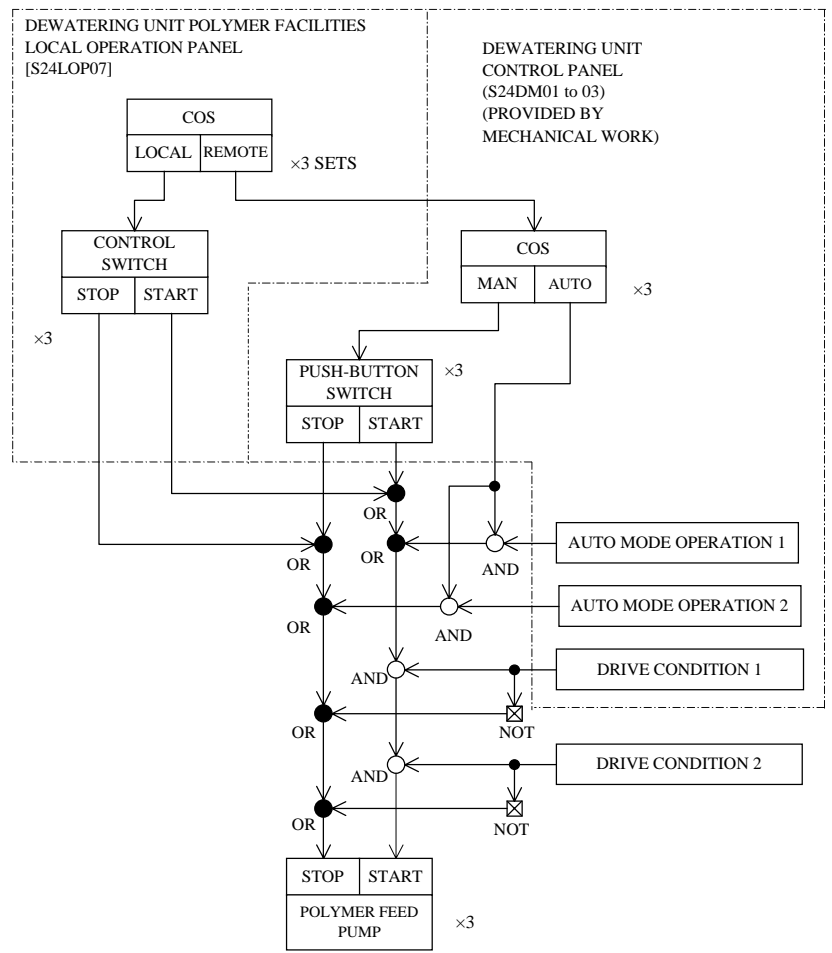 DEWATERING UNIT POLYMER FACILITIES
LOCAL OPERATION PANEL
[S24LOP07]
DEWATERING UNIT
CONTROL PANEL
(S24DM01 to 03)
(PROVIDED BY
MECHANICAL WORK)
COS
LOCAL REMOTE
×3 SETS
CONTROL
SWITCH
STOP START
×3
COS
MAN AUTO
×3
PUSH-BUTTON
SWITCH
STOP START
×3
OR
OR
OR
AND
AUTO MODE OPERATION 1
OR
AND
AUTO MODE OPERATION 2
AND
DRIVE CONDITION 1
OR
NOT
AND
DRIVE CONDITION 2
OR
NOT
STOP START
POLYMER FEED
PUMP
×3